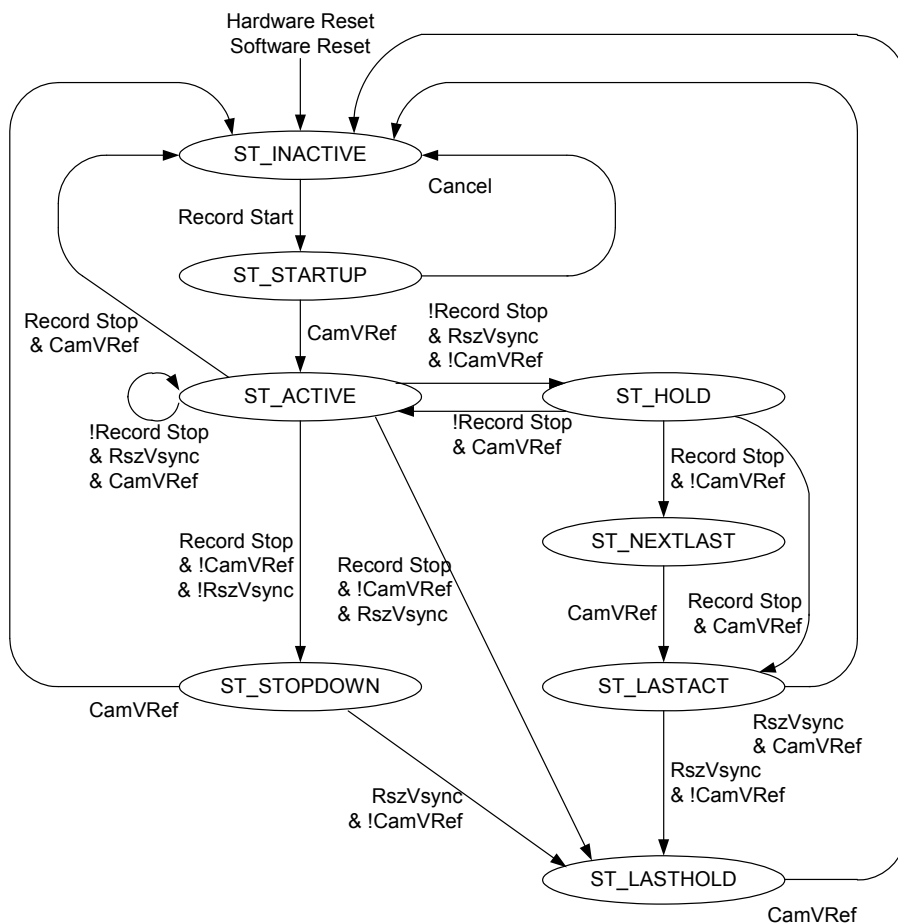 Hardware Reset
Software Reset
ST_INACTIVE
Cancel
Record Start
ST_STARTUP
Record Stop
& CamVRef
CamVRef
!Record Stop
& RszVsync
& !CamVRef
ST_ACTIVE
ST_HOLD
!Record Stop
& CamVRef
!Record Stop
& RszVsync
& CamVRef
Record Stop
& !CamVRef
ST_NEXTLAST
Record Stop
& !CamVRef
& !RszVsync
Record Stop
& !CamVRef
& RszVsync
CamVRef
Record Stop
& CamVRef
ST_STOPDOWN
ST_LASTACT
CamVRef
RszVsync
& CamVRef
RszVsync
& !CamVRef
RszVsync
& !CamVRef
ST_LASTHOLD
CamVRef